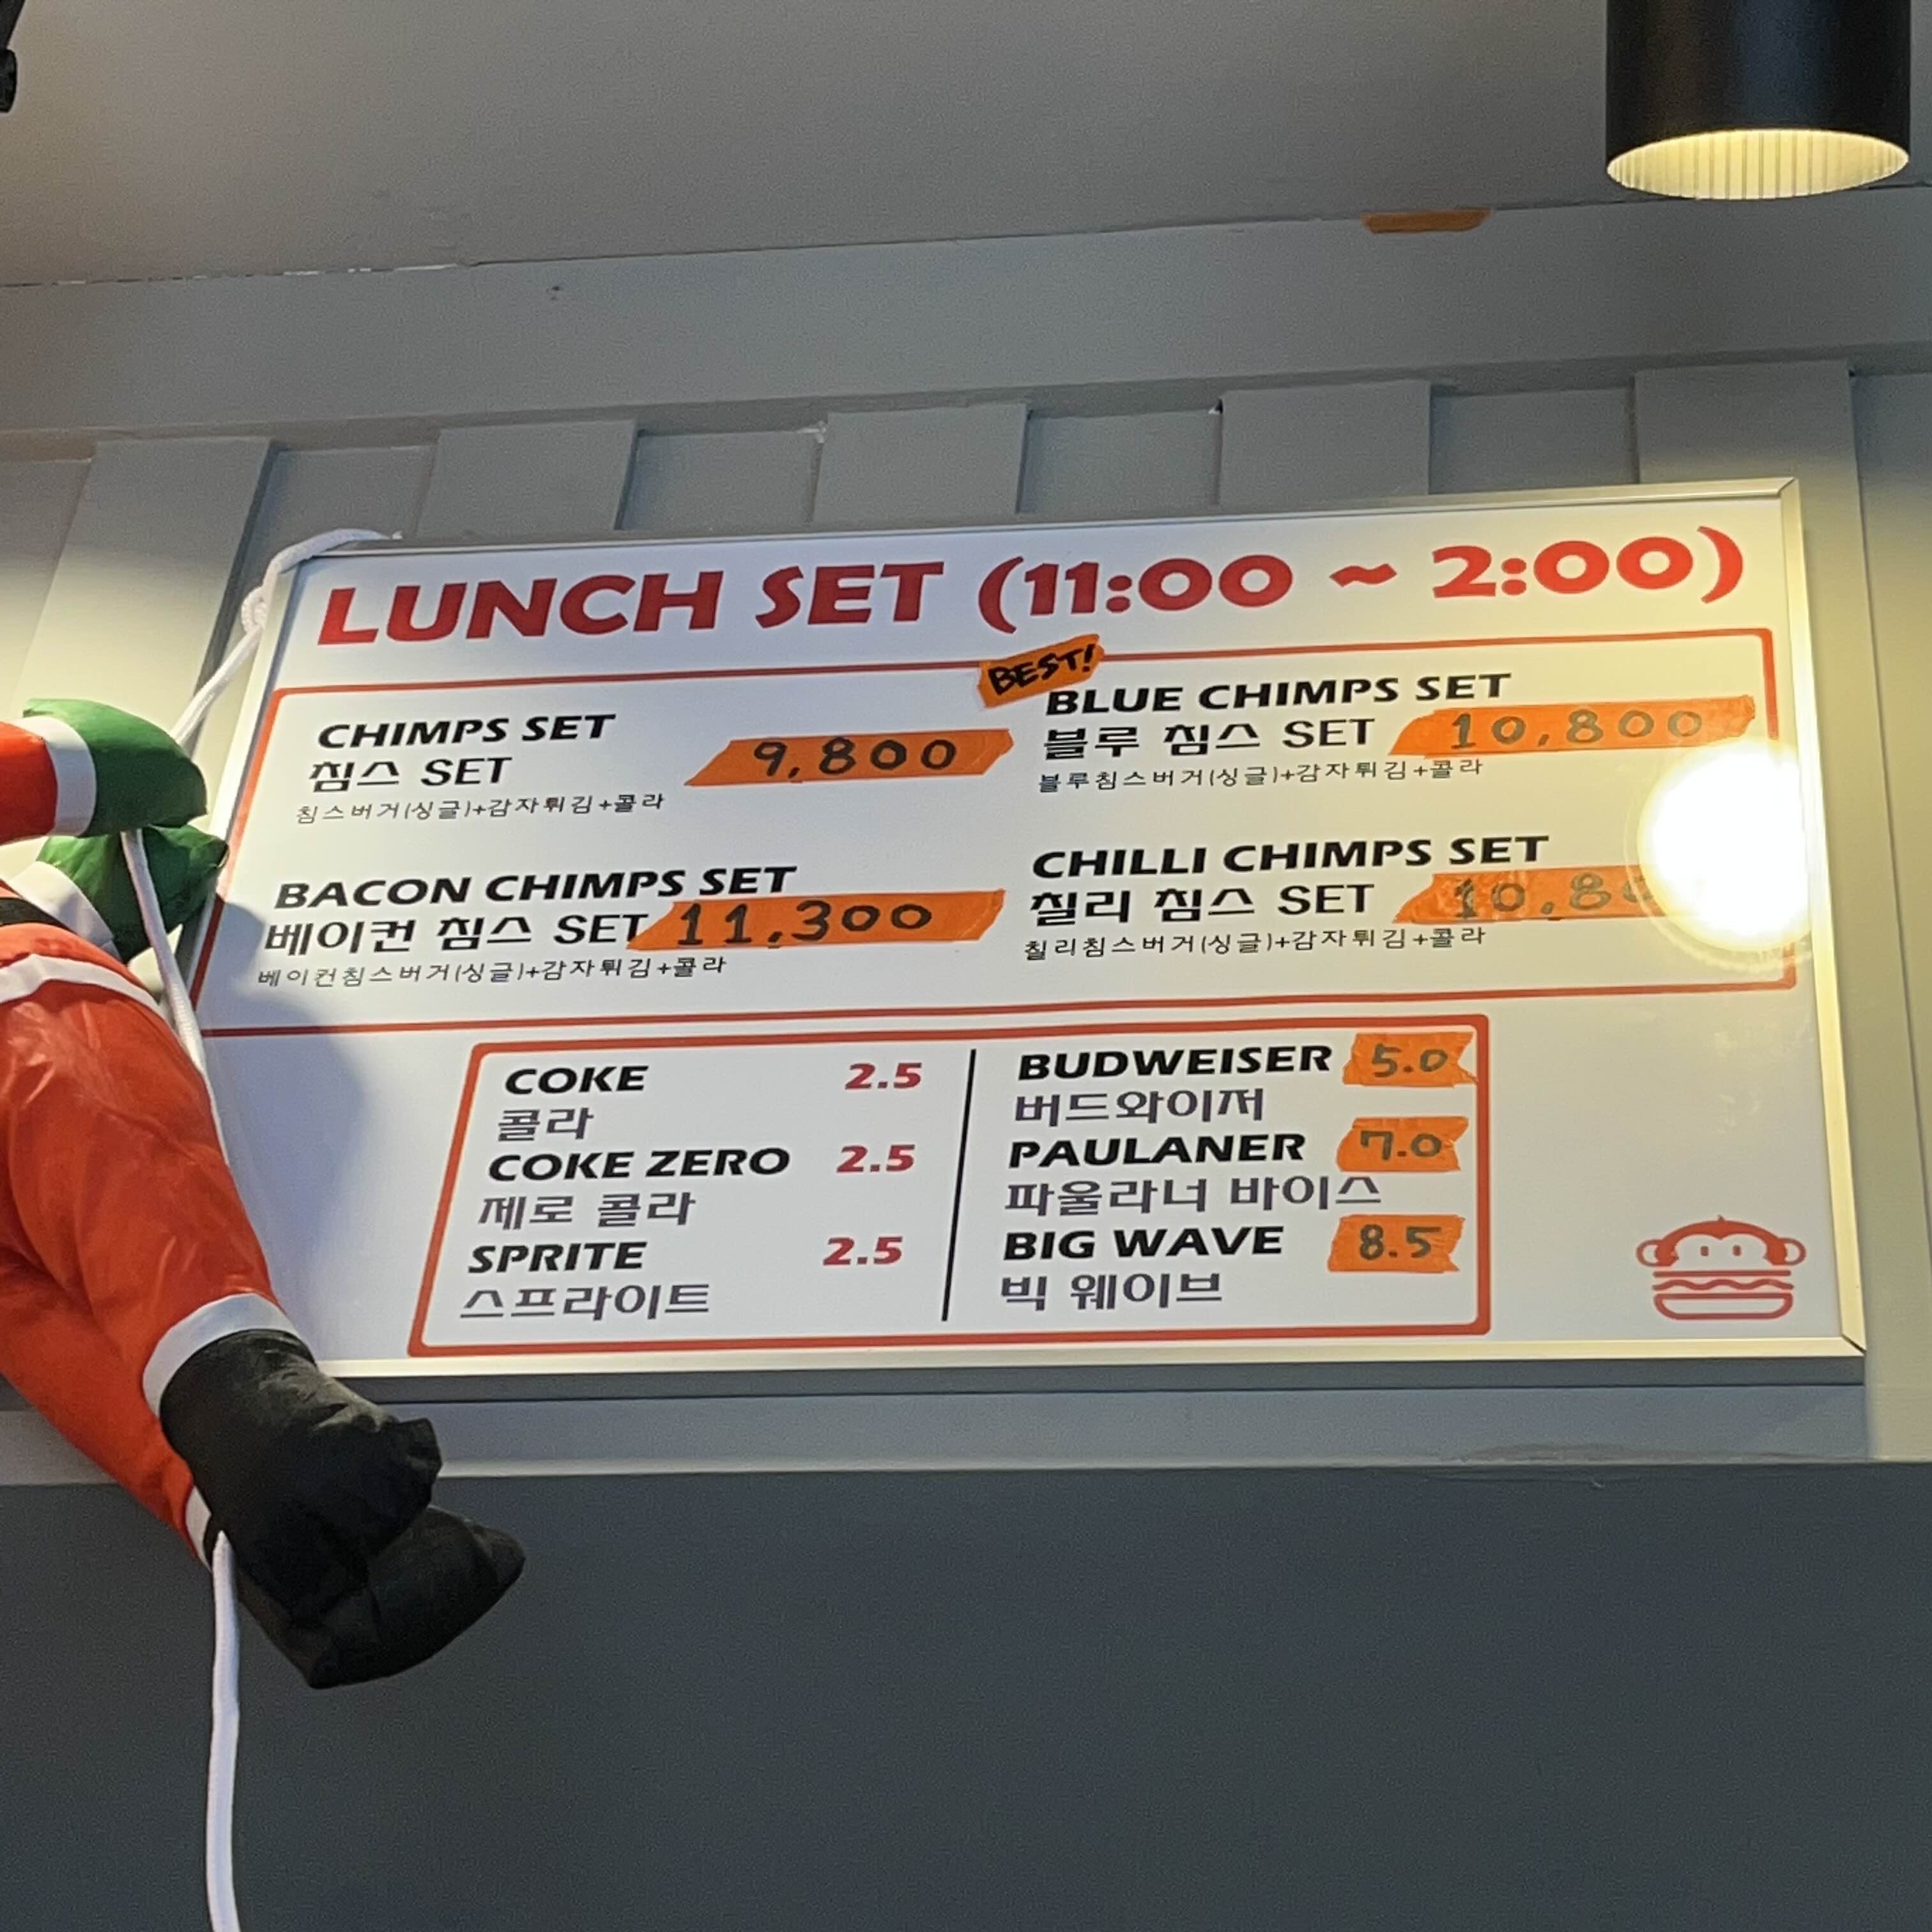 LUNCH SET (11:00 ~ 2:00)
CHIMPS SET
침스 SET 9,800
침스버거(싱글)+감자튀김+콜라
BEST!
BLUE CHIMPS SET
블루 침스 SET 10,800
블루침스버거(싱글)+감자튀김+콜라
BACON CHIMPS SET
베이컨 침스 SET 11,300
베이컨침스버거(싱글)+감자튀김+콜라
CHILLI CHIMPS SET
칠리 침스 SET
칠리침스버거(싱글)+감자튀김+콜라
COKE 2.5
콜라
COKE ZERO 2.5
제로 콜라
SPRITE 2.5
스프라이트
BUDWEISER 5.0
버드와이저
PAULANER 7.0
파울라너 바이스
BIG WAVE 8.5
빅 웨이브